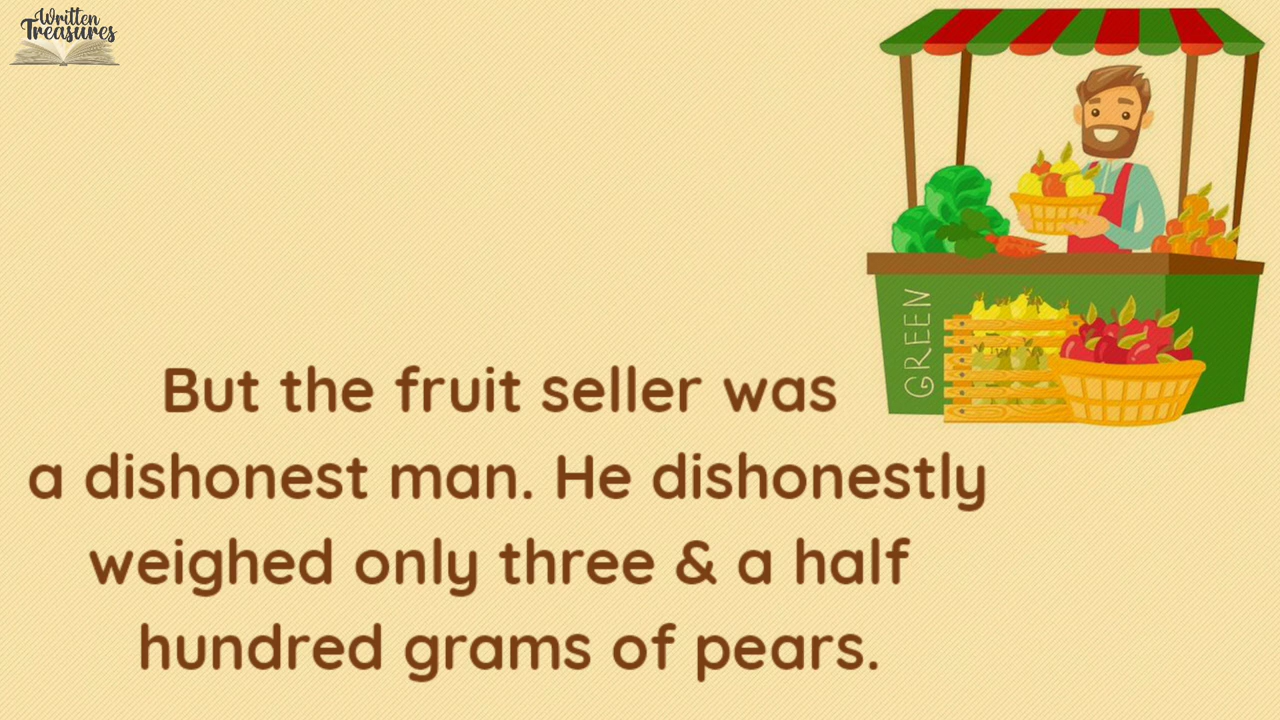 Written
Treasures
GREEN
But the fruit seller was
a dishonest man. He dishonestly
weighed only three & a half
hundred grams of pears.